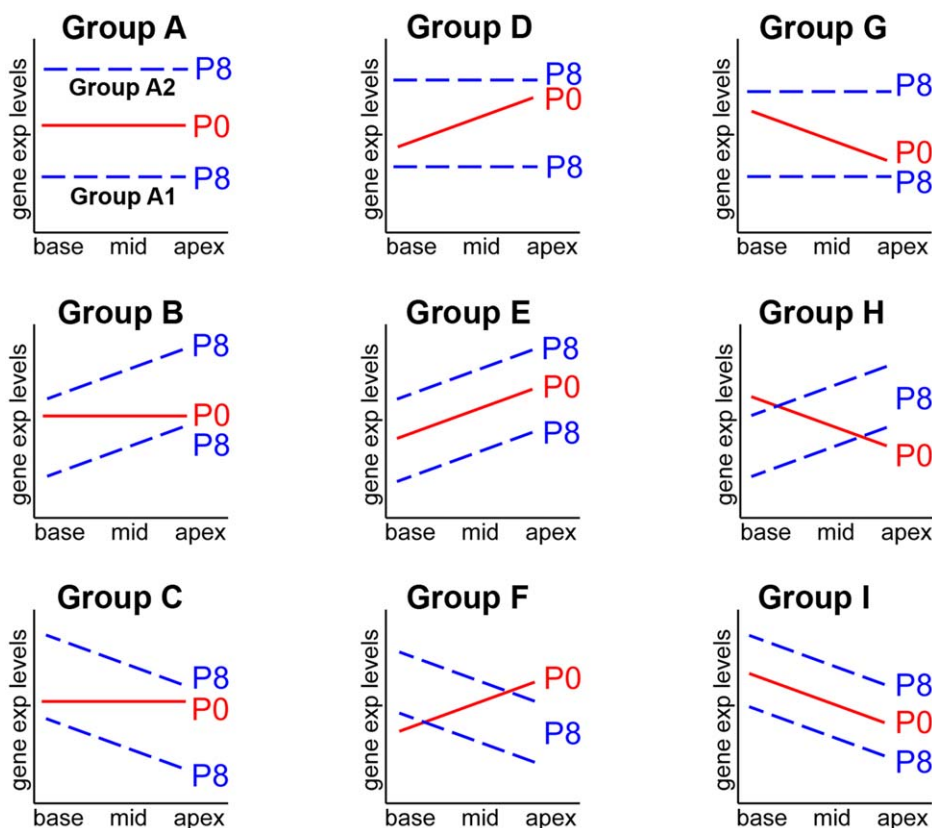 Group A
gene exp levels
P8
Group A2
P0
P8
Group A1
base mid apex
Group D
gene exp levels
P8
P0
P8
base mid apex
Group G
gene exp levels
P8
P0
P8
base mid apex
Group B
gene exp levels
P8
P0
P8
base mid apex
Group E
gene exp levels
P8
P0
P8
base mid apex
Group H
gene exp levels
P8
P0
base mid apex
Group C
gene exp levels
P8
P0
P8
base mid apex
Group F
gene exp levels
P0
P8
base mid apex
Group I
gene exp levels
P8
P0
P8
base mid apex